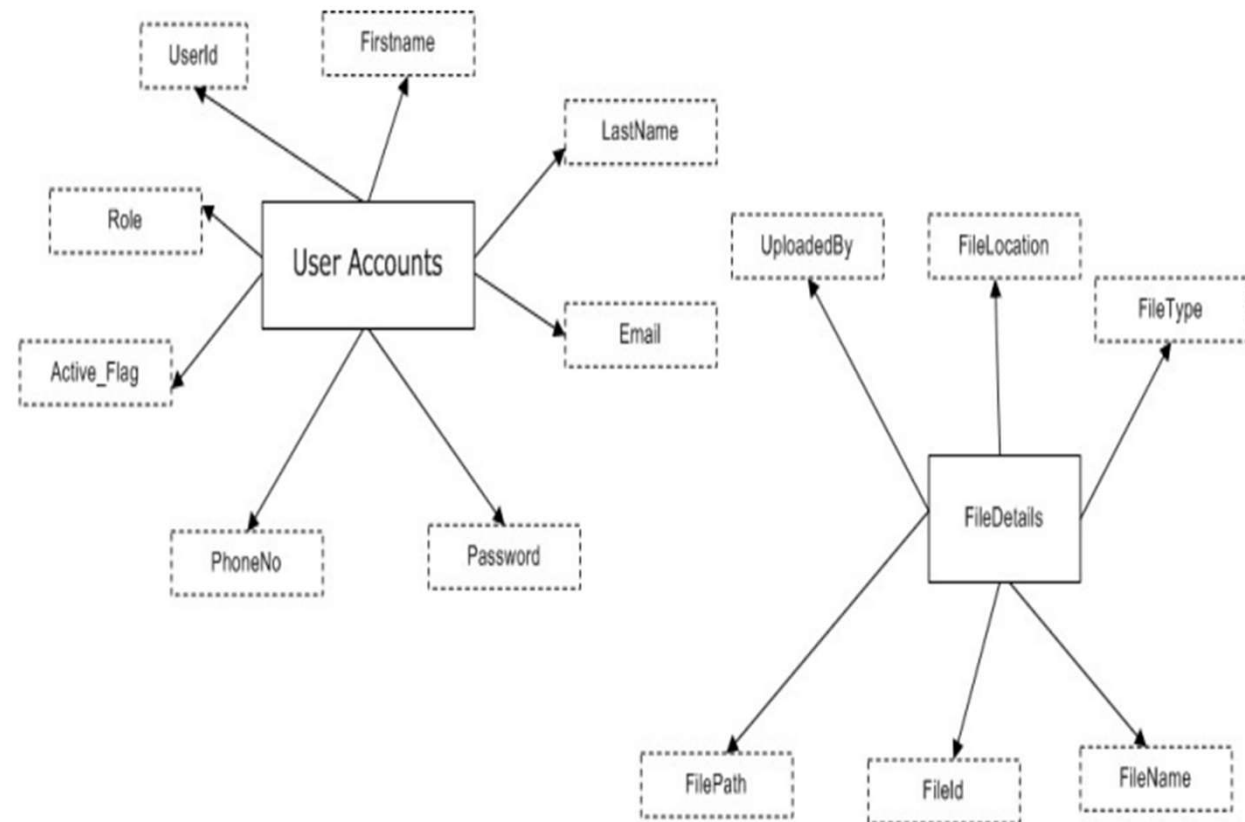 UserId
Firstname
LastName
Role
User Accounts
UploadedBy
FileLocation
FileType
Email
Active_Flag
FileDetails
PhoneNo
Password
FilePath
FileId
FileName